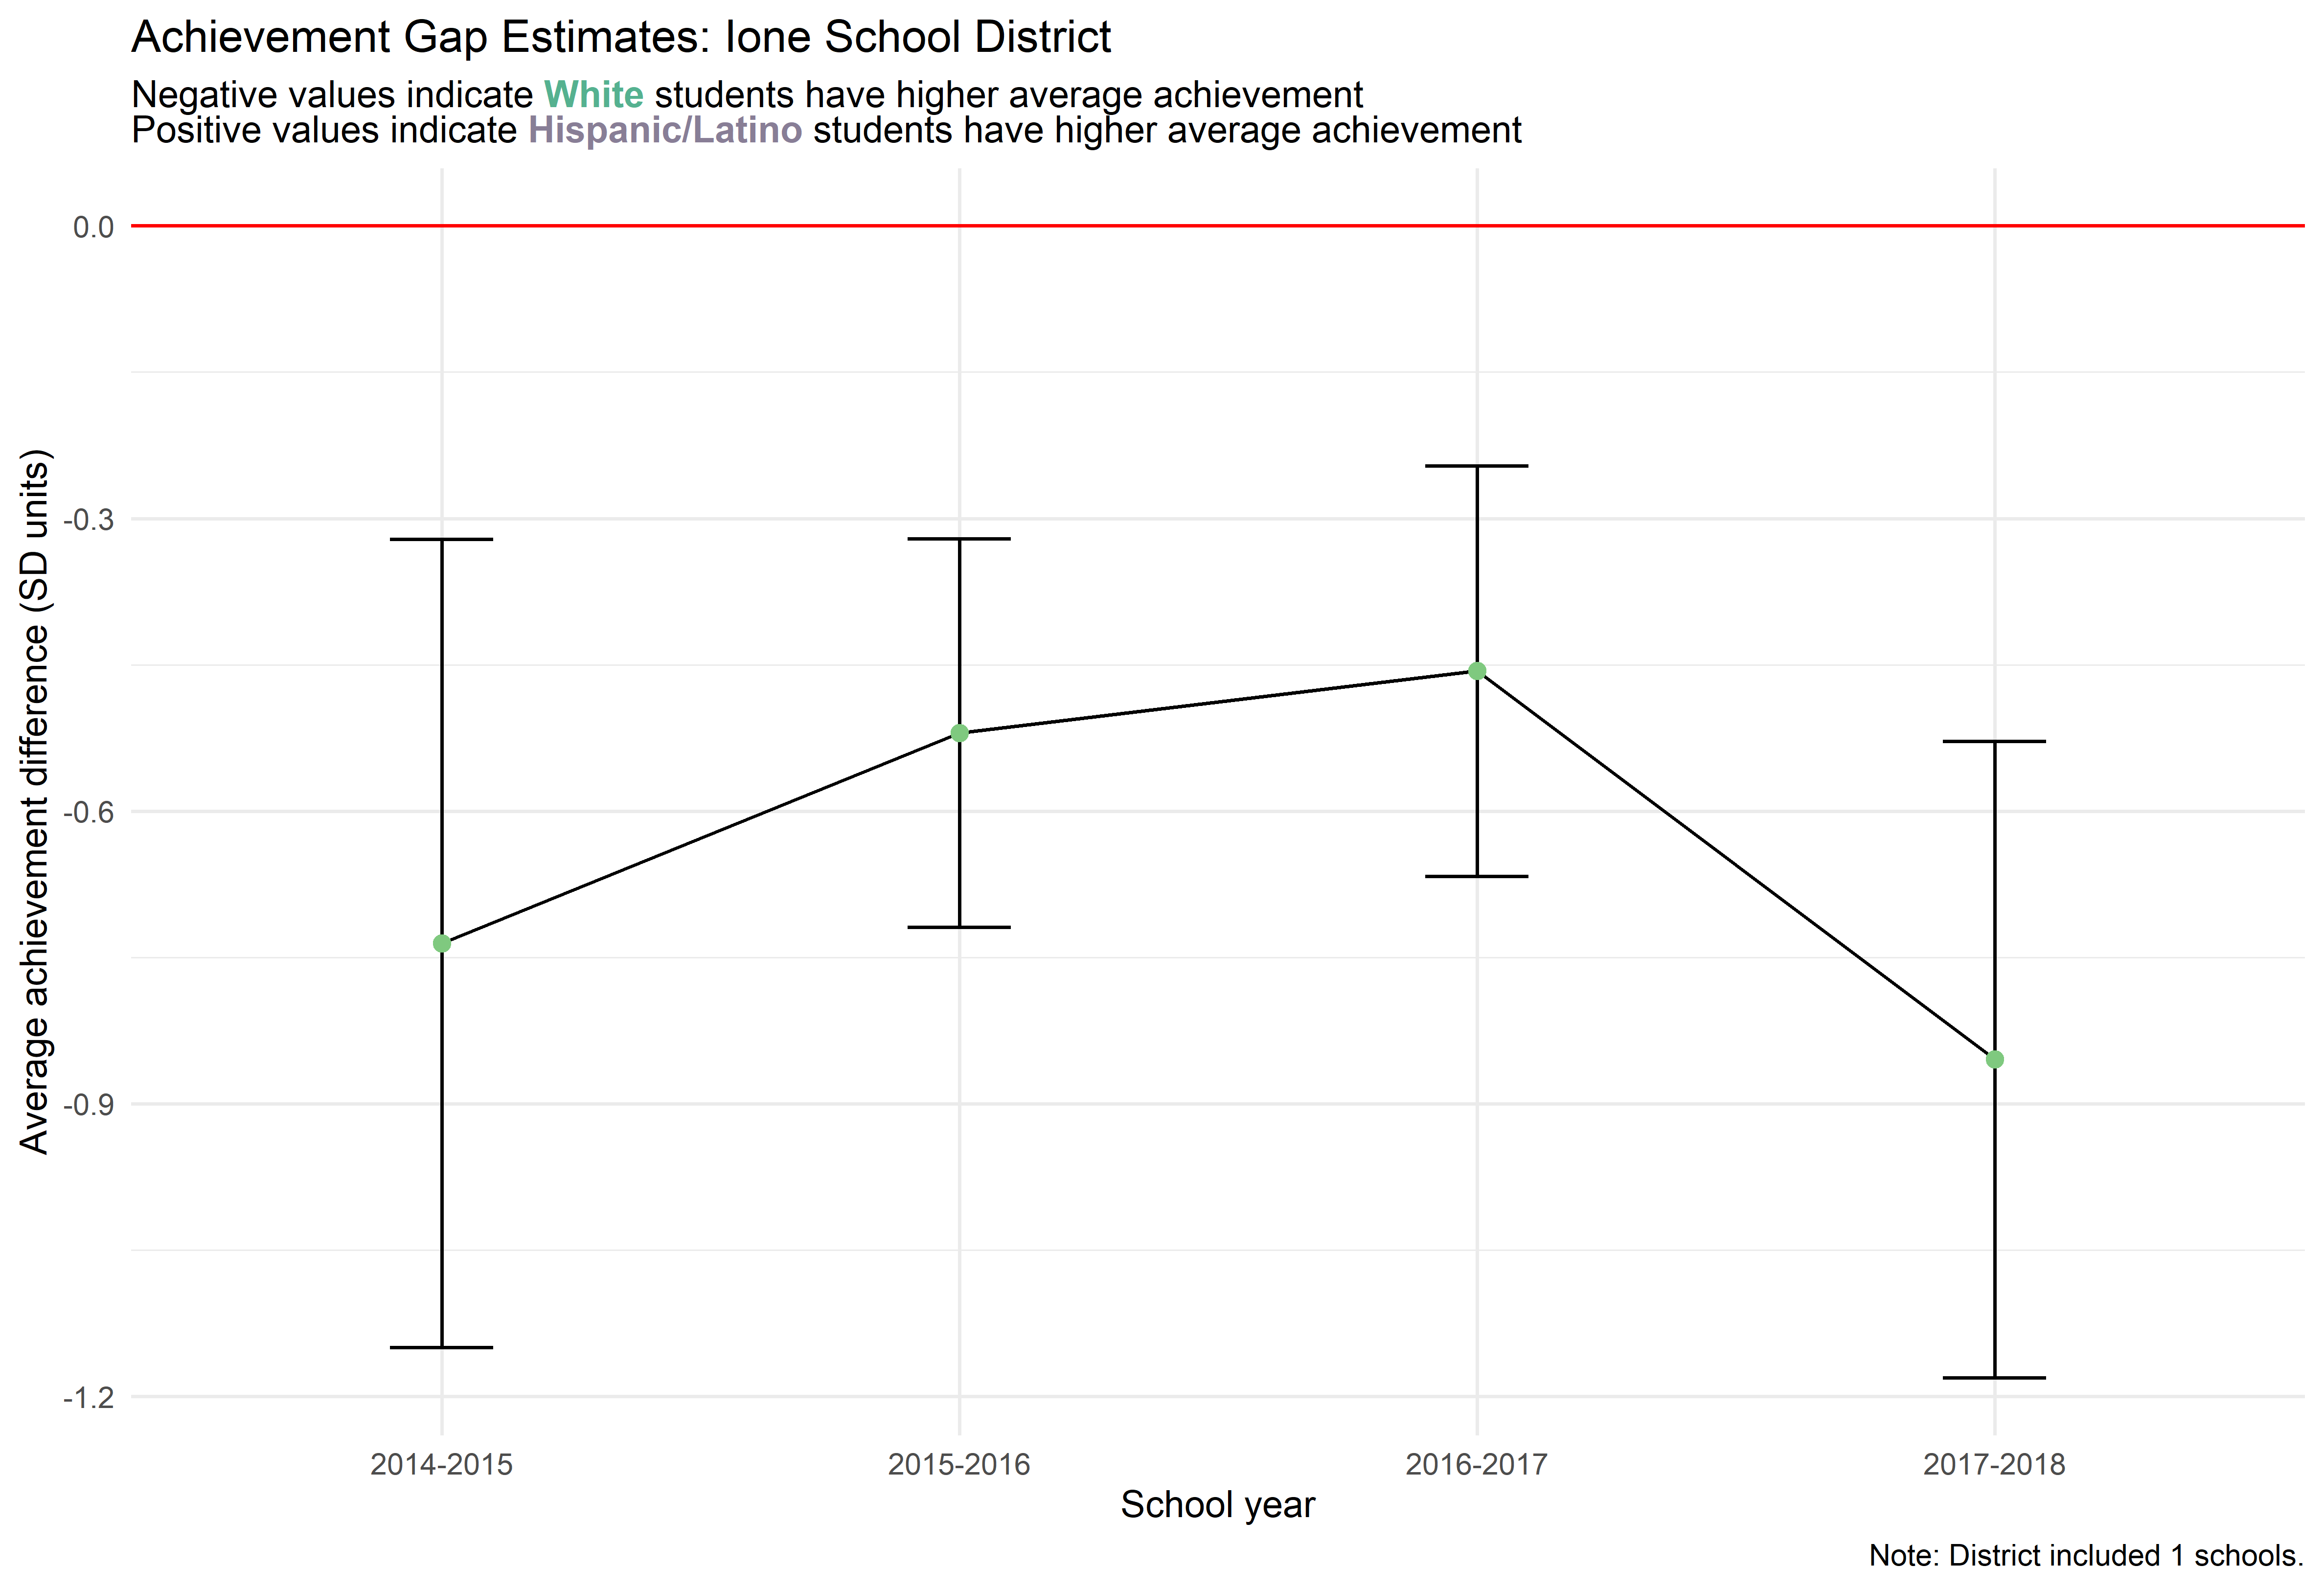 Achievement Gap Estimates: Ione School District
Negative values indicate White students have higher average achievement
Positive values indicate Hispanic/Latino students have higher average achievement
Average achievement difference (SD units)
0.0
-0.3
-0.6
-0.9
-1.2
2014-2015
2015-2016
2016-2017
2017-2018
School year
Note: District included 1 schools.